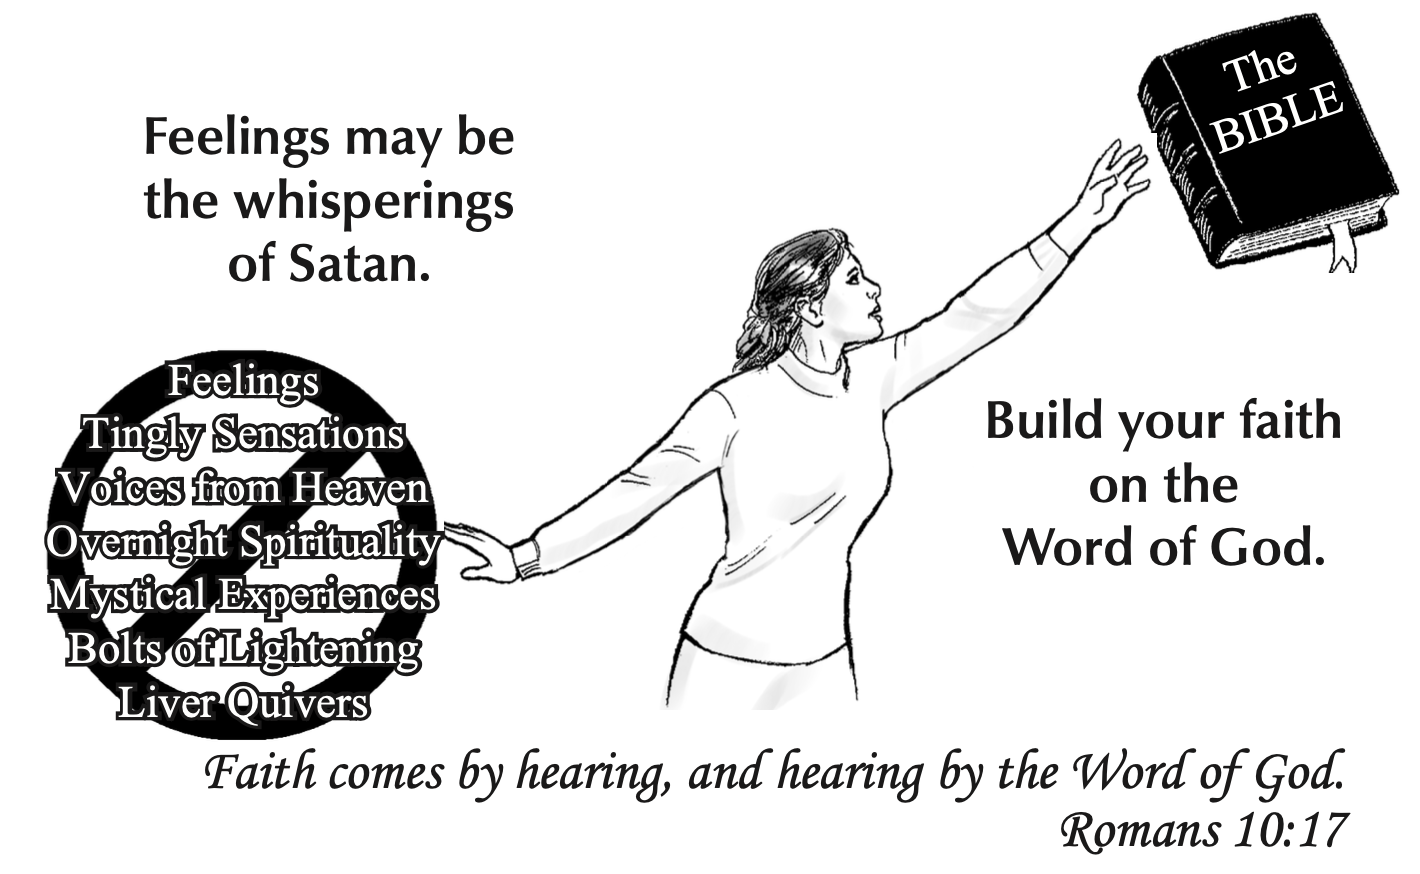 The
BIBLE
Feelings may be
the whisperings
of Satan.
Feelings
Tingly Sensations
Voices from Heaven
Overnight Spirituality
Mystical Experiences
Bolts of Lightening
Liver Quivers
Build your faith
on the
Word of God.
Faith comes by hearing, and hearing by the Word of God.
Romans 10:17